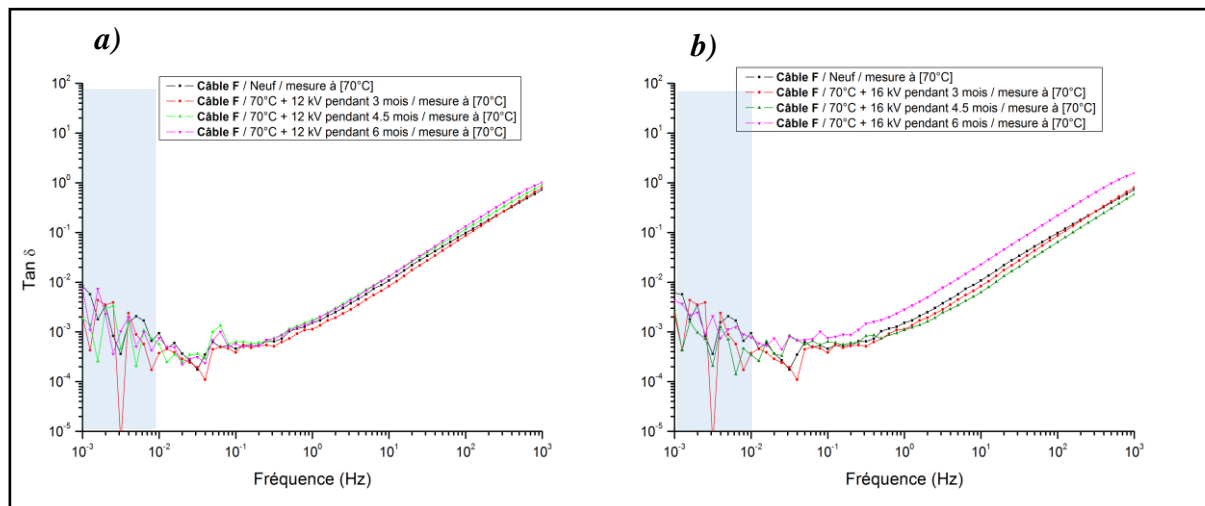 a)
Câble F / Neuf / mesure à [70°C]
Câble F / 70°C + 12 kV pendant 3 mois / mesure à [70°C]
Câble F / 70°C + 12 kV pendant 4.5 mois / mesure à [70°C]
Câble F / 70°C + 12 kV pendant 6 mois / mesure à [70°C]
Tan δ
10²
10¹
10⁰
10⁻¹
10⁻²
10⁻³
10⁻⁴
10⁻⁵
10⁻³ 10⁻² 10⁻¹ 10⁰ 10¹ 10² 10³
Fréquence (Hz)
b)
Câble F / Neuf / mesure à [70°C]
Câble F / 70°C + 16 kV pendant 3 mois / mesure à [70°C]
Câble F / 70°C + 16 kV pendant 4.5 mois / mesure à [70°C]
Câble F / 70°C + 16 kV pendant 6 mois / mesure à [70°C]
10²
10¹
10⁰
10⁻¹
10⁻²
10⁻³
10⁻⁴
10⁻⁵
10⁻³ 10⁻² 10⁻¹ 10⁰ 10¹ 10² 10³
Fréquence (Hz)